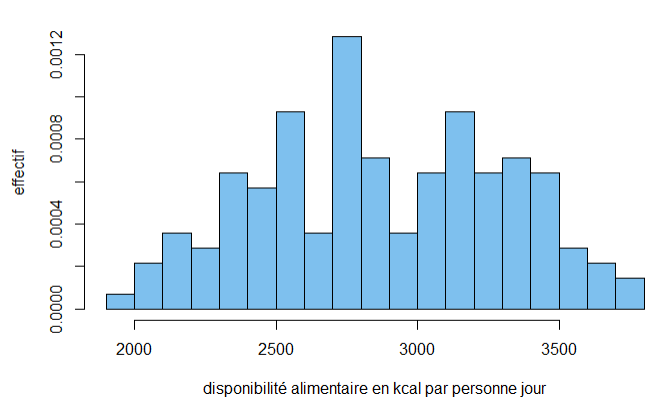 0.0012
0.0008
0.0004
0.0000
effectif
2000 2500 3000 3500
disponibilité alimentaire en kcal par personne jour